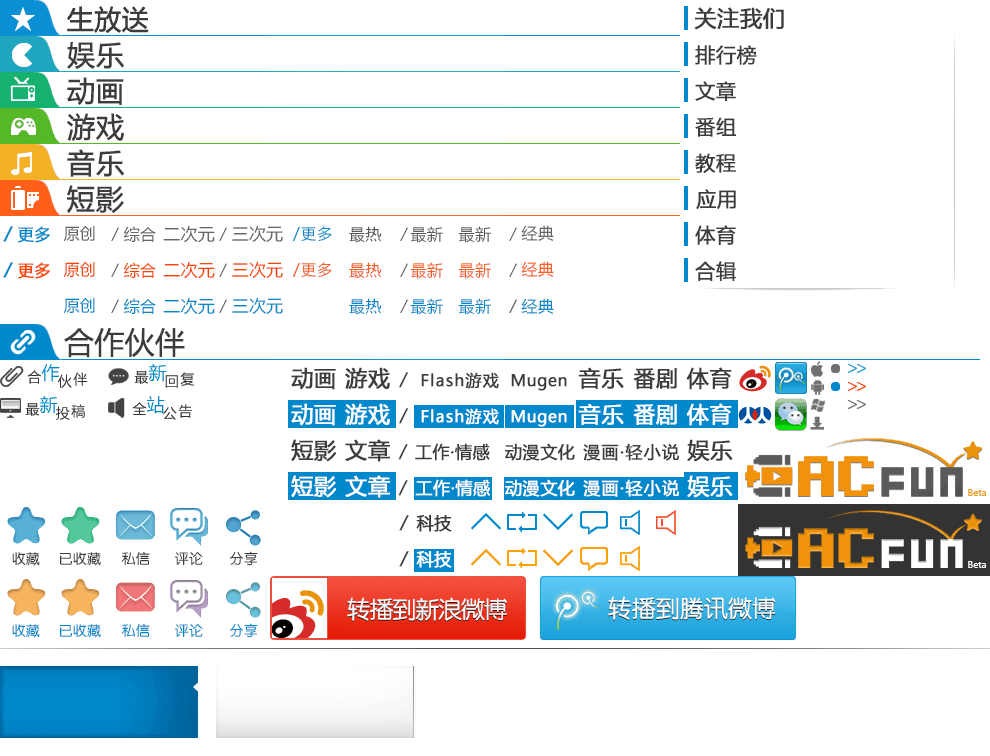 生放送
娱乐
动画
游戏
音乐
短影
关注我们
排行榜
文章
番组
教程
应用
体育
合辑
/ 更多 原创 / 综合 二次元 / 三次元 /更多 最热 / 最新 最新 / 经典
/ 更多 原创 / 综合 二次元 / 三次元 /更多 最热 / 最新 最新 / 经典
原创 / 综合 二次元 / 三次元 最热 / 最新 最新 / 经典
合作伙伴
合作伙伴 最新回复
最新投稿 全站公告
动画 游戏 / Flash游戏 Mugen 音乐 番剧 体育 >>
>>
动画 游戏 / Flash游戏 Mugen 音乐 番剧 体育 >>
短影 文章 / 工作·情感 动漫文化 漫画·轻小说 娱乐
短影 文章 / 工作·情感 动漫文化 漫画·轻小说 娱乐
ACFUN Beta
/ 科技
/ 科技
ACFUN Beta
收藏 已收藏 私信 评论 分享
收藏 已收藏 私信 评论 分享
转播到新浪微博 转播到腾讯微博